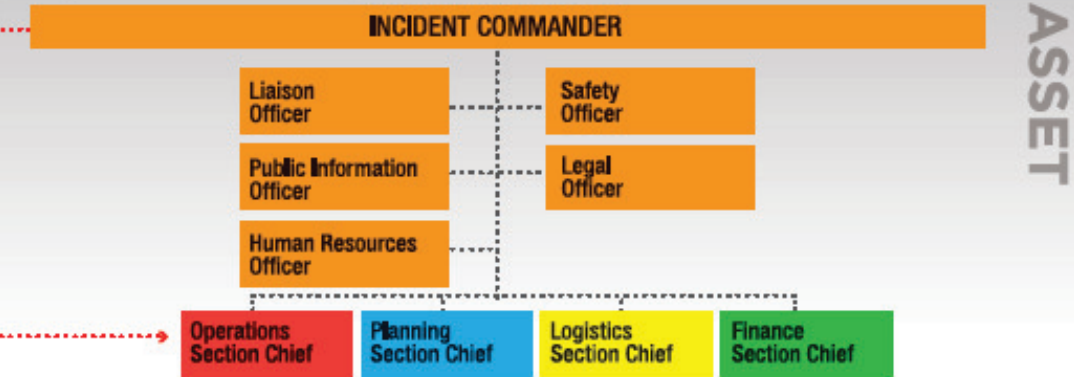 INCIDENT COMMANDER
ASSET
Liaison
Officer
Safety
Officer
Public Information
Officer
Legal
Officer
Human Resources
Officer
Operations
Section Chief
Planning
Section Chief
Logistics
Section Chief
Finance
Section Chief